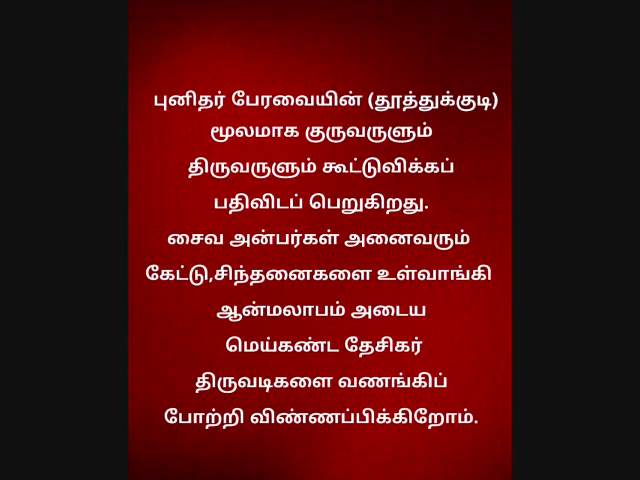 புனிதர் பேரவையின் (தூத்துக்குடி)
மூலமாக குருவருளும்
திருவருளும் கூட்டுவிக்கப்
பதிவிடப் பெறுகிறது.
சைவ அன்பர்கள் அனைவரும்
கேட்டு,சிந்தனைகளை உள்வாங்கி
ஆன்மலாபம் அடைய
மெய்கண்ட தேசிகர்
திருவடிகளை வணங்கிப்
போற்றி விண்ணப்பிக்கிறோம்.